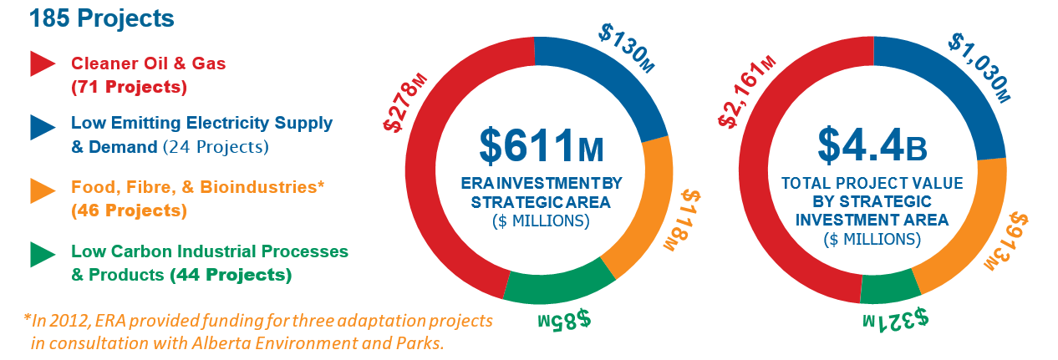 185 Projects
Cleaner Oil & Gas
(71 Projects)
Low Emitting Electricity Supply
& Demand (24 Projects)
Food, Fibre, & Bioindustries*
(46 Projects)
Low Carbon Industrial Processes
& Products (44 Projects)
*In 2012, ERA provided funding for three adaptation projects
in consultation with Alberta Environment and Parks.
$278M
$130M
$118M
$85M
$611M
ERA INVESTMENT BY
STRATEGIC AREA
($ MILLIONS)
$2,161M
$1,030M
$913M
$321M
$4.4B
TOTAL PROJECT VALUE
BY STRATEGIC
INVESTMENT AREA
($ MILLIONS)